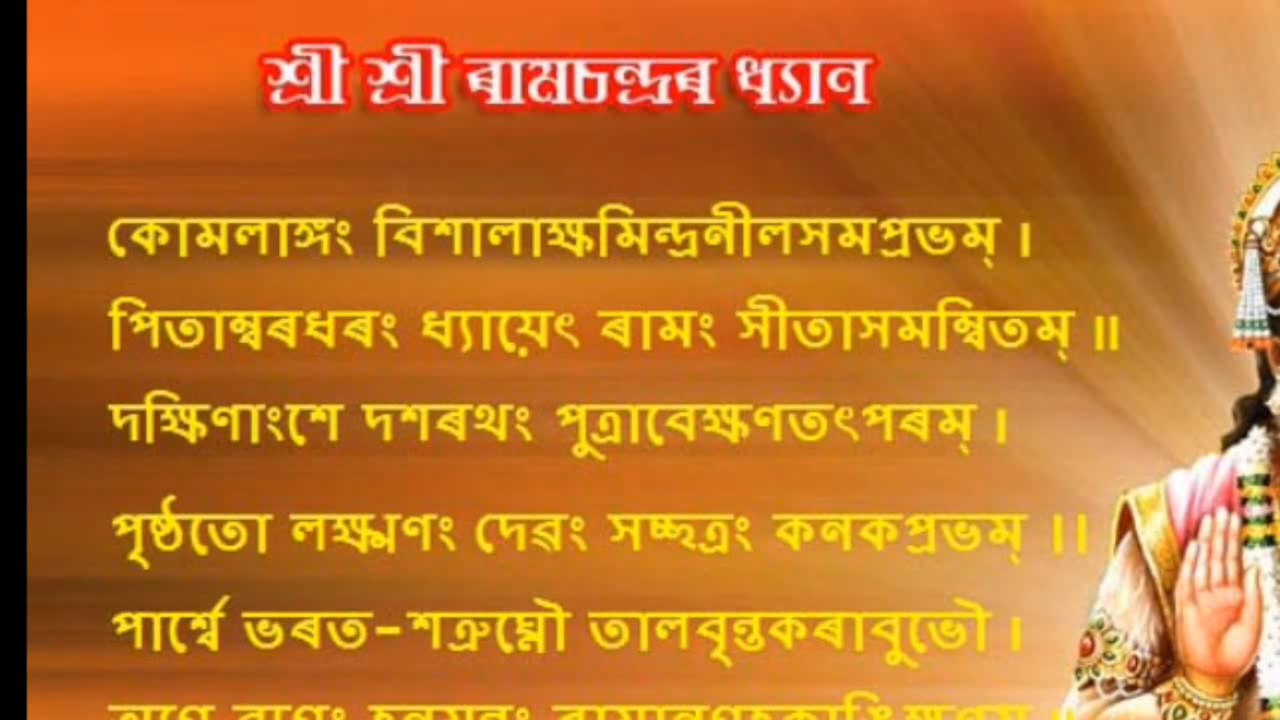 শ্ৰী শ্ৰী ৰামচন্দ্ৰৰ ধ্যান
কোমলাঙ্গং বিশালাক্ষমিন্দ্ৰনীলসমপ্ৰভম্ ।
পিতাম্বৰধৰং ধ্যায়েৎ ৰামং সীতাসমন্বিতম্ ॥
দক্ষিণাংশে দশৰথং পুত্ৰাবেক্ষণতৎপৰম্ ।
পৃষ্ঠতো লক্ষ্মণং দেৱং সচ্ছত্ৰং কনকপ্ৰভম্ ।।
পাৰ্শ্বে ভৰত-শত্ৰুঘ্নৌ তালবৃন্তকৰাবুভৌ ।